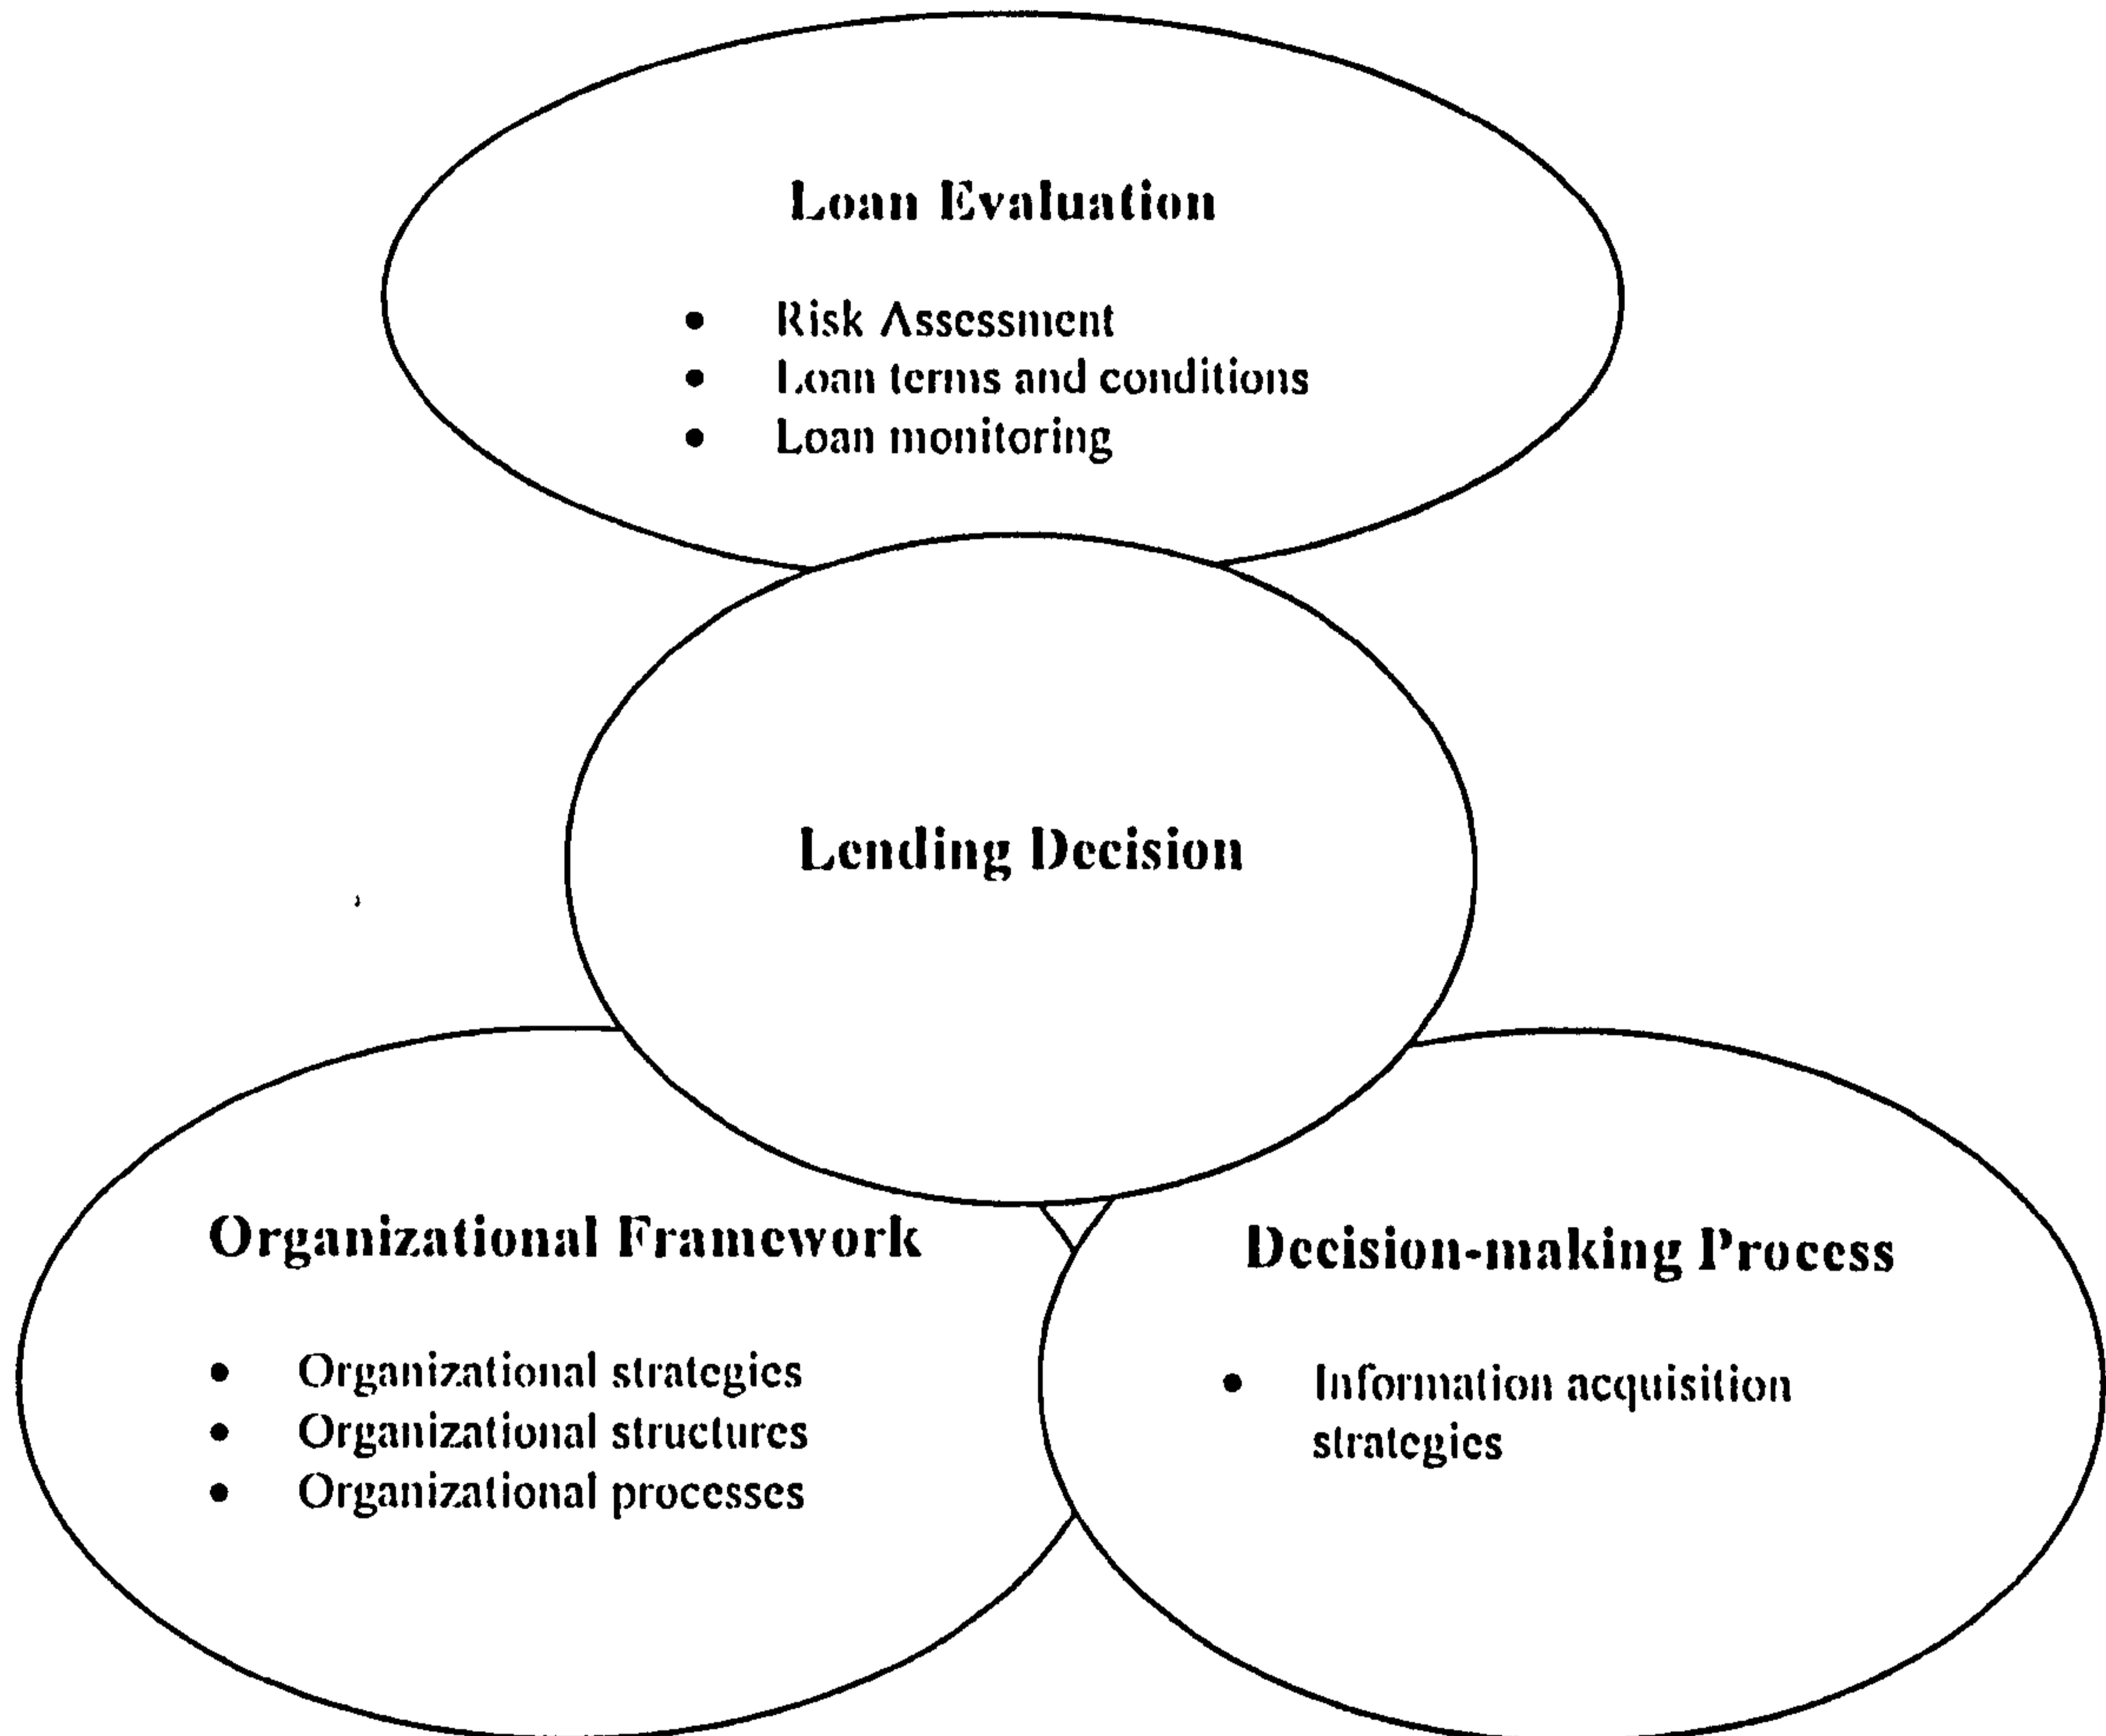 Loan Evaluation
• Risk Assessment
• Loan terms and conditions
• Loan monitoring
Lending Decision
Organizational Framework
• Organizational strategies
• Organizational structures
• Organizational processes
Decision-making Process
• Information acquisition
strategies